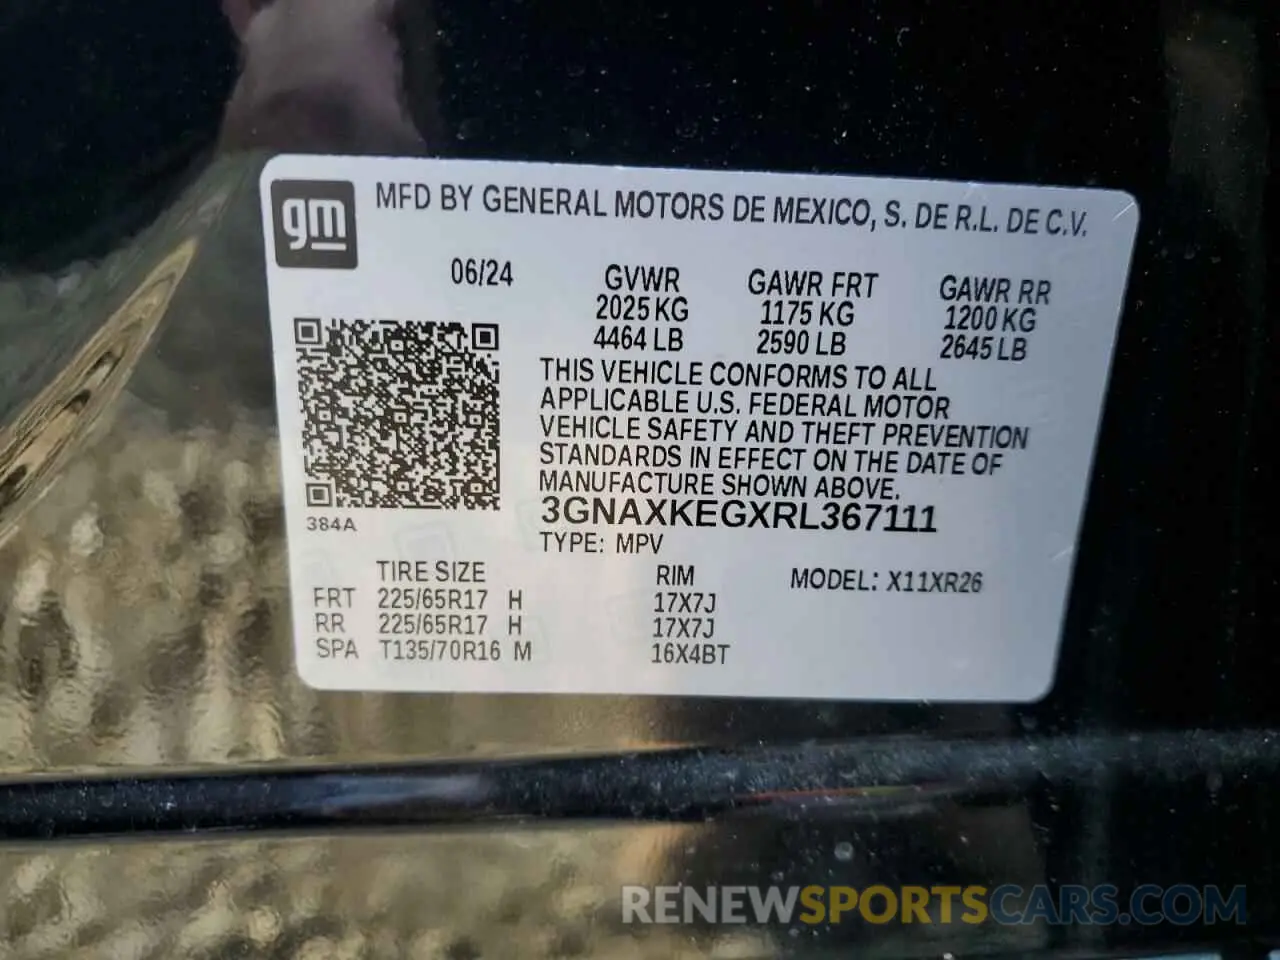 gm
MFD BY GENERAL MOTORS DE MEXICO, S. DE R.L. DE C.V.
06/24
GVWR GAWR FRT GAWR RR
2025 KG 1175 KG 1200 KG
4464 LB 2590 LB 2645 LB
THIS VEHICLE CONFORMS TO ALL
APPLICABLE U.S. FEDERAL MOTOR
VEHICLE SAFETY AND THEFT PREVENTION
STANDARDS IN EFFECT ON THE DATE OF
MANUFACTURE SHOWN ABOVE.
384A
3GNAXKEGXRL367111
TYPE: MPV
TIRE SIZE RIM MODEL: X11XR26
FRT 225/65R17 H 17X7J
RR 225/65R17 H 17X7J
SPA T135/70R16 M 16X4BT
RENEWSPORTSCARS.COM